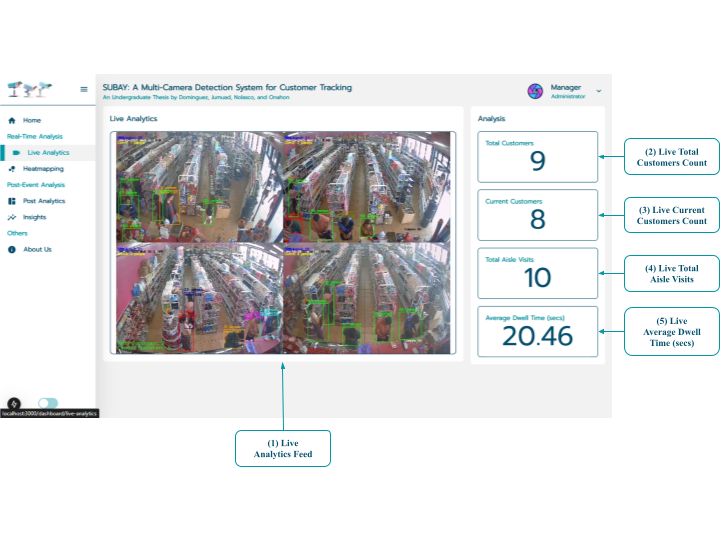 SUBAY: A Multi-Camera Detection System for Customer Tracking
An Undergraduate Thesis by Domingues, Jumuad, Nolasco, and Onahon
Manager
Administrator
Home
Real-Time Analysis
Live Analytics
Heatmapping
Post-Event Analysis
Post Analytics
Insights
Others
About Us
localhost:3000/dashboard/live-analytics
Live Analytics
Analysis
Total Customers
9
Current Customers
8
Total Aisle Visits
10
Average Dwell Time (secs)
20.46
(2) Live Total
Customers Count
(3) Live Current
Customers Count
(4) Live Total
Aisle Visits
(5) Live
Average Dwell
Time (secs)
(1) Live
Analytics Feed